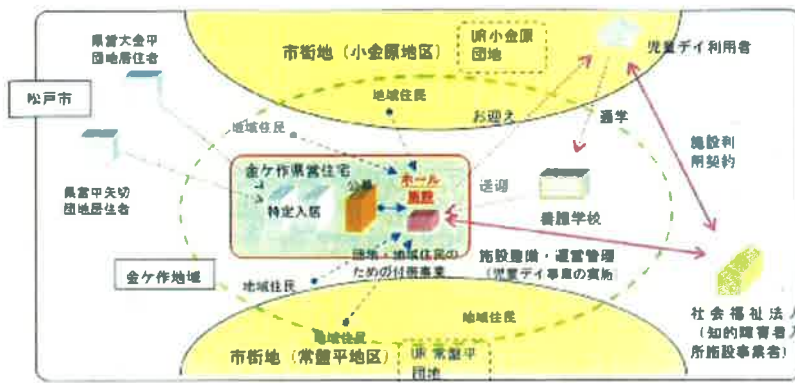 県営大金平
団地居住者
市街地（小金原地区）
UR小金原
団地
児童デイ利用者
松戸市
地域住民
お迎え
通学
地域住民
施設利
用契約
金ケ作県営住宅
公募
ホール
施設
送迎
県営中矢切
団地居住者
特定入居
養護学校
団地・地域住民の
ための付帯事業
施設整備・運営管理
（児童デイ事業の実施）
金ケ作地域
地域住民
地域住民
地域住民
社会福祉法人
（知的障害者入
所施設事業者）
市街地（常盤平地区）
UR常盤平
団地